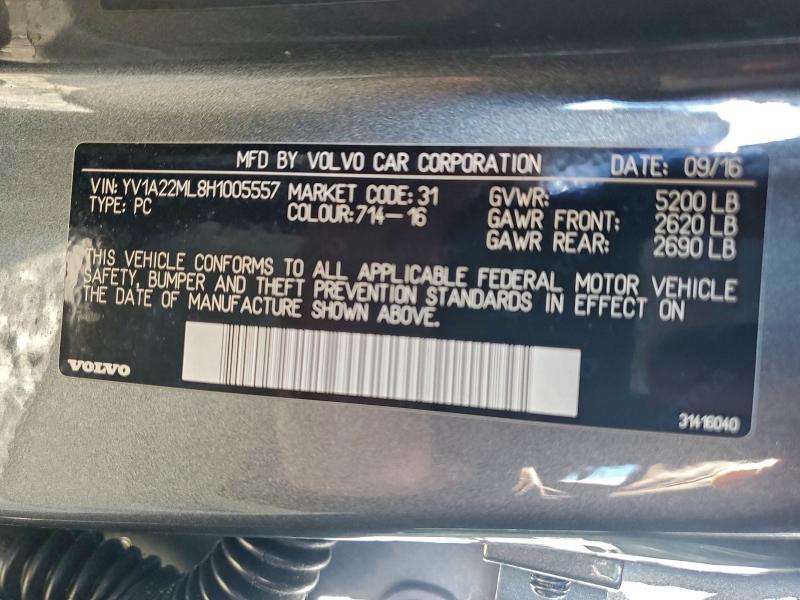 MFD BY VOLVO CAR CORPORATION DATE: 09/16
VIN: YV1A22ML8H1005557 MARKET CODE: 31 GVWR: 5200 LB
TYPE: PC COLOUR: 714-16 GAWR FRONT: 2620 LB
GAWR REAR: 2690 LB
THIS VEHICLE CONFORMS TO ALL APPLICABLE FEDERAL MOTOR VEHICLE
SAFETY, BUMPER AND THEFT PREVENTION STANDARDS IN EFFECT ON
THE DATE OF MANUFACTURE SHOWN ABOVE.
VOLVO
31416040